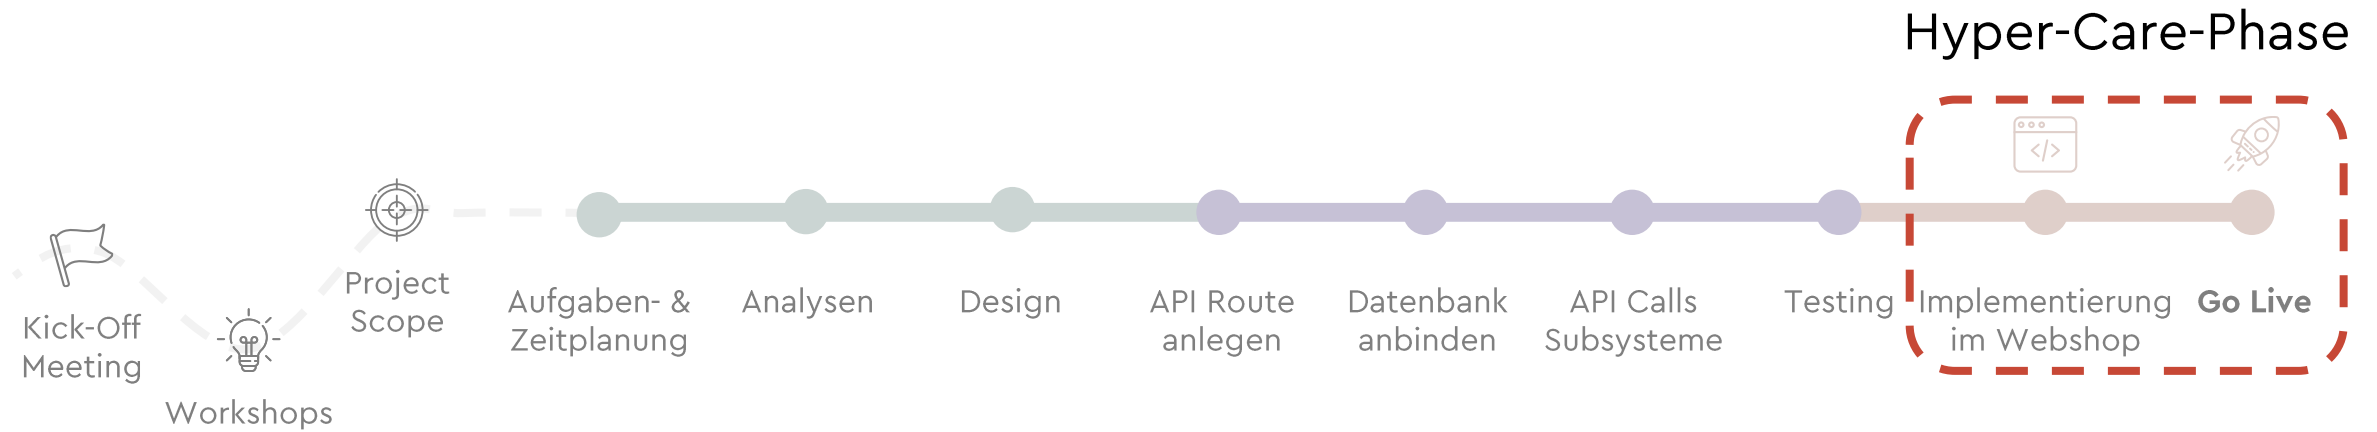 Hyper-Care-Phase
Kick-Off
Meeting
Workshops
Project
Scope
Aufgaben- &
Zeitplanung
Analysen
Design
API Route
anlegen
Datenbank
anbinden
API Calls
Subsysteme
Testing
Implementierung
im Webshop
Go Live